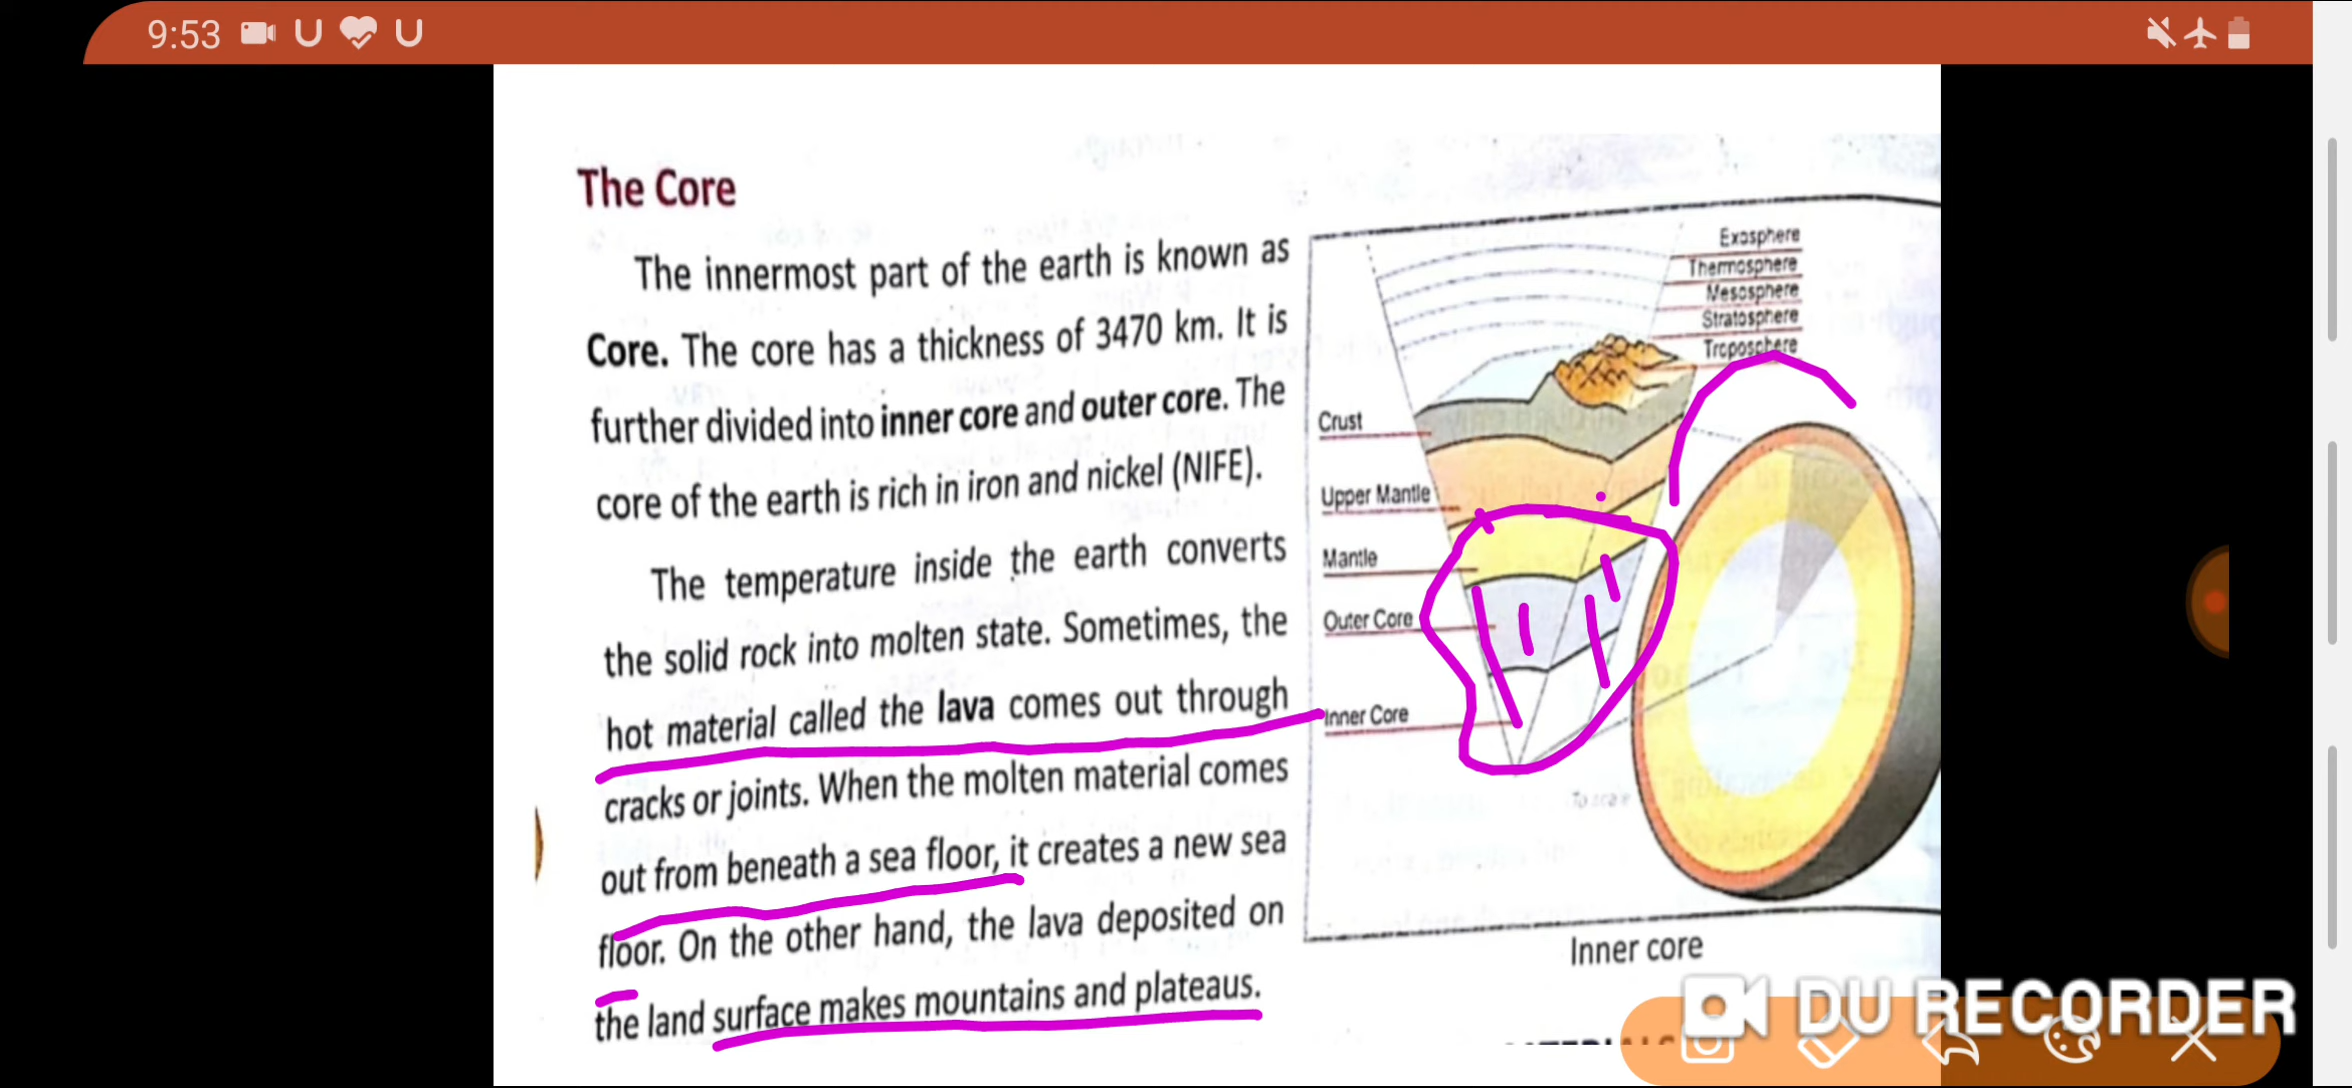 9:53
The Core
The innermost part of the earth is known as
Core. The core has a thickness of 3470 km. It is
further divided into inner core and outer core. The
core of the earth is rich in iron and nickel (NIFE).
The temperature inside the earth converts
the solid rock into molten state. Sometimes, the
hot material called the lava comes out through
cracks or joints. When the molten material comes
out from beneath a sea floor, it creates a new sea
floor. On the other hand, the lava deposited on
the land surface makes mountains and plateaus.
Exosphere
Thermosphere
Mesosphere
Stratosphere
Troposphere
Crust
Upper Mantle
Mantle
Outer Core
Inner Core
Inner core
DU RECORDER